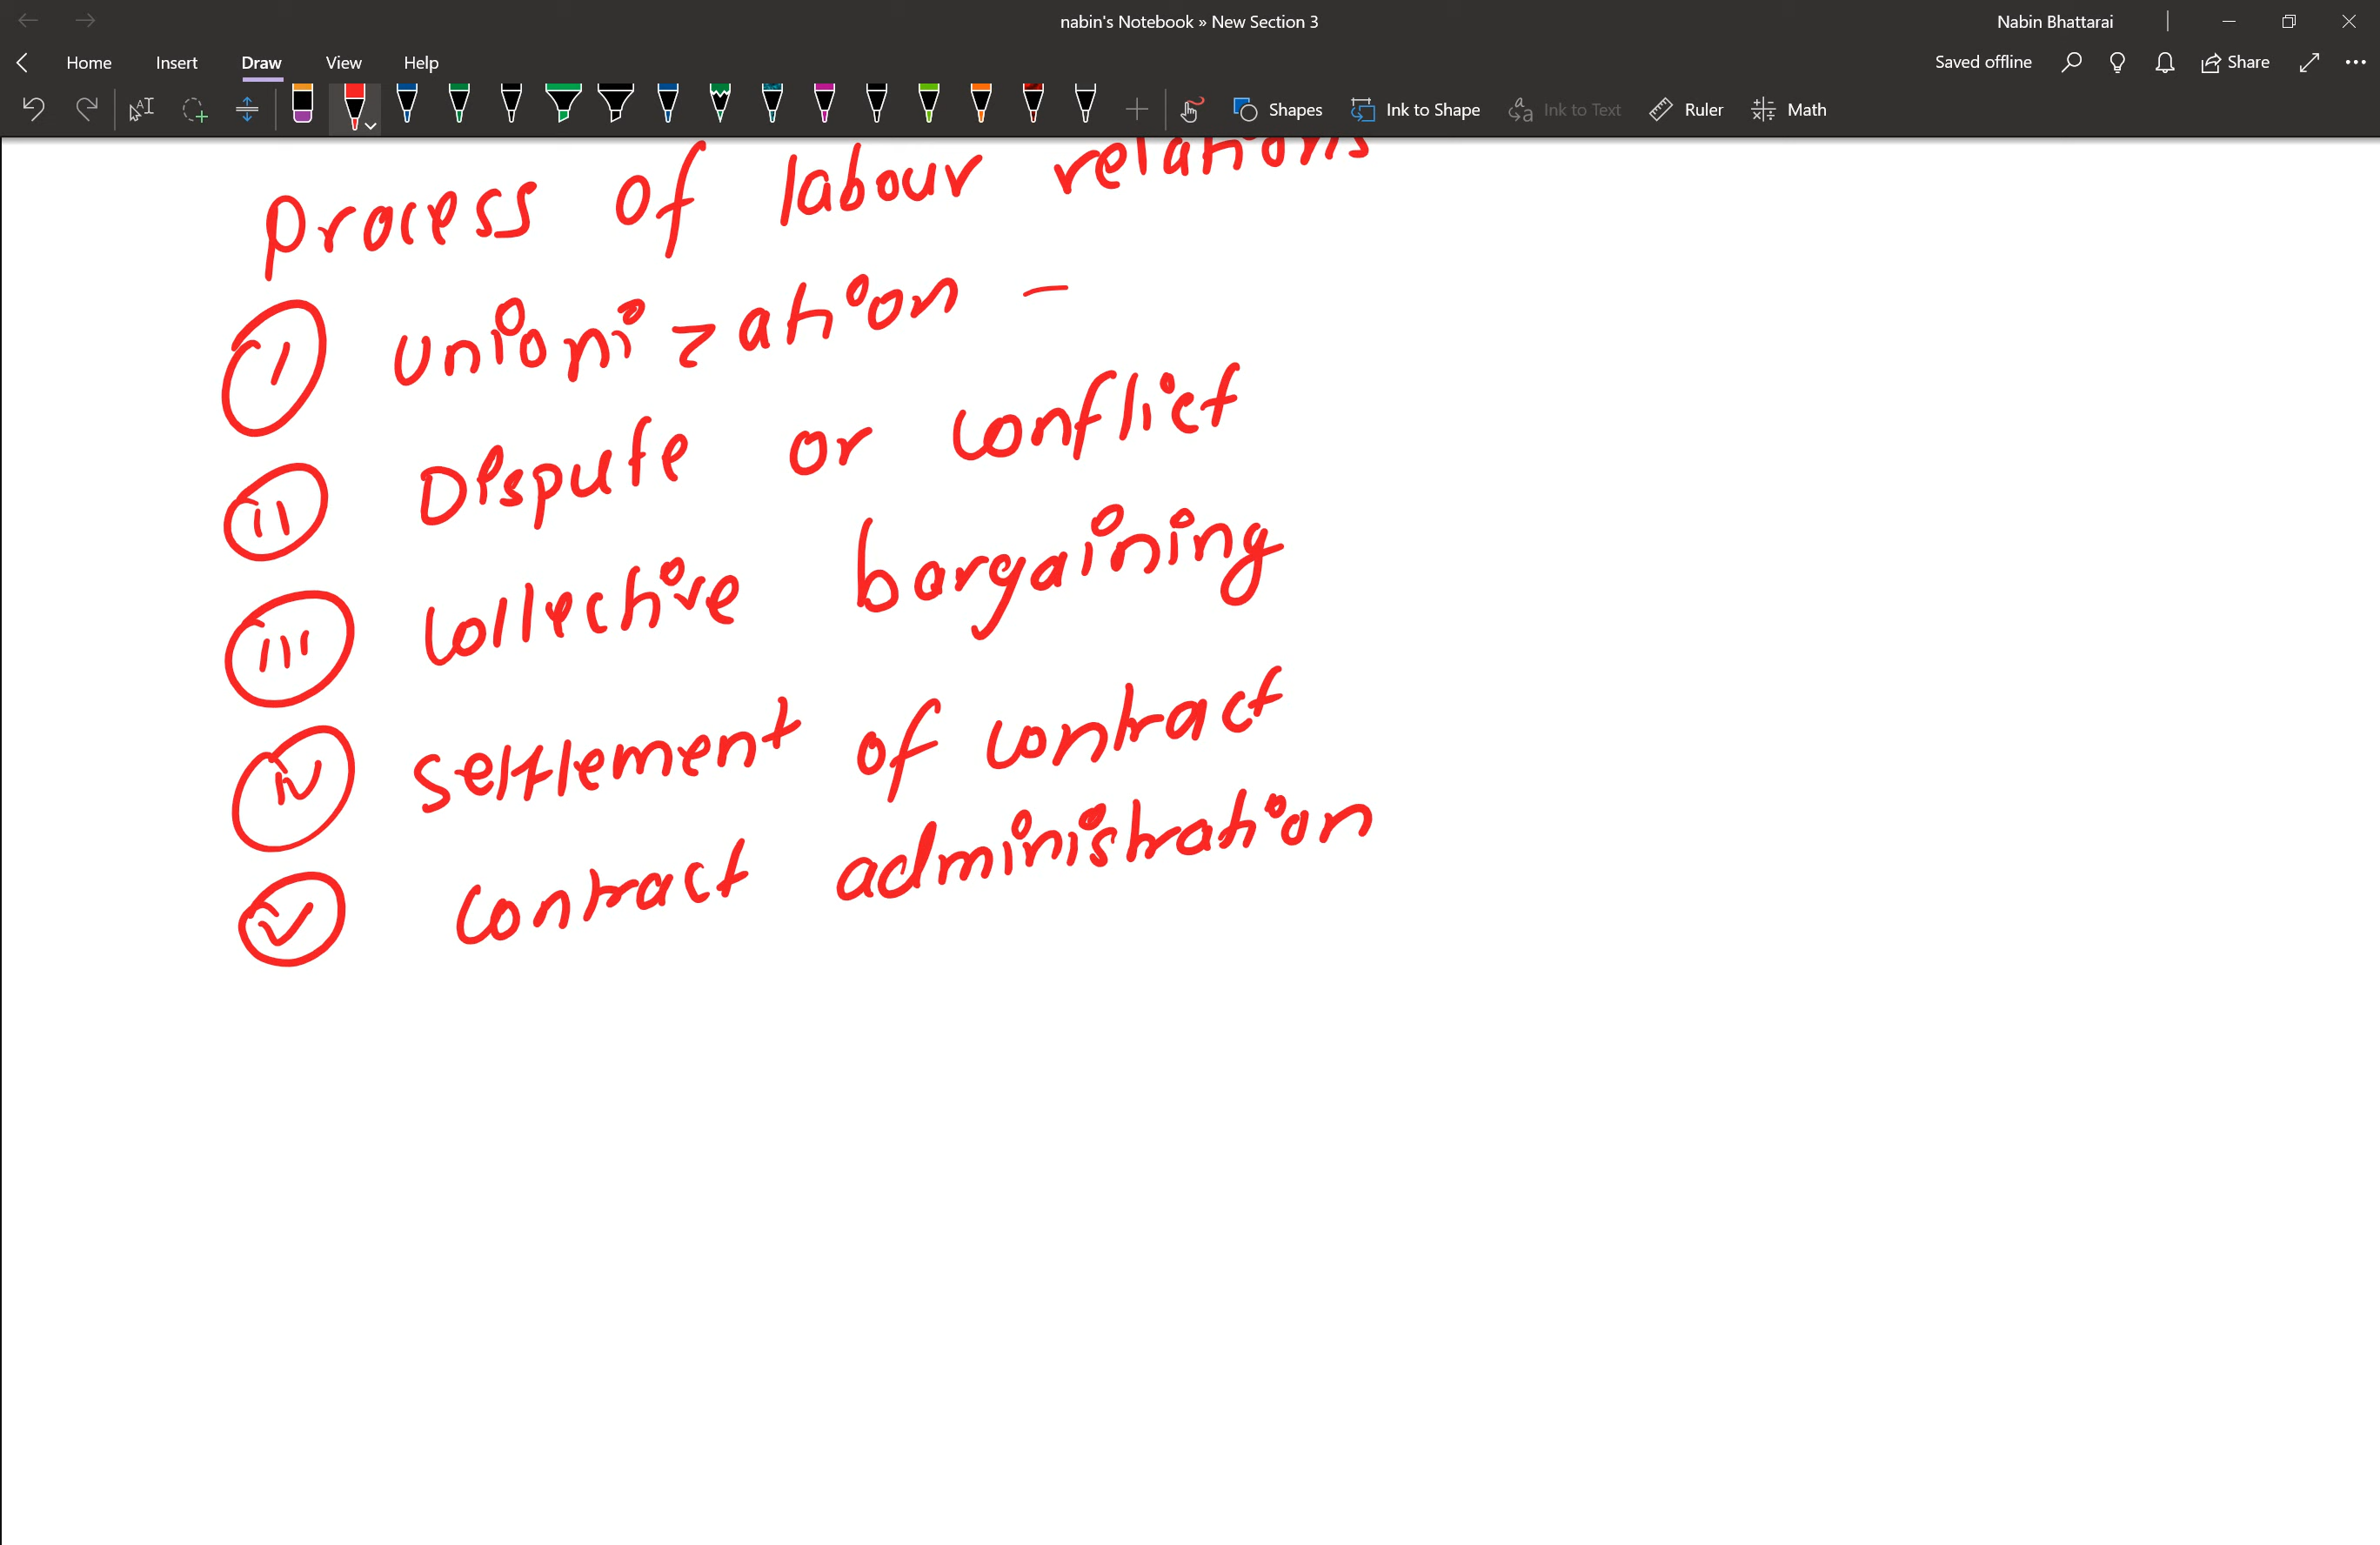 nabin's Notebook » New Section 3
Nabin Bhattarai
Home Insert Draw View Help
Saved offline
Share
Shapes
Ink to Shape
Ink to Text
Ruler
Math
process of labour relations
i unionization -
ii Dispute or conflict
iii collective bargaining
iv settlement of contract
v contract administration